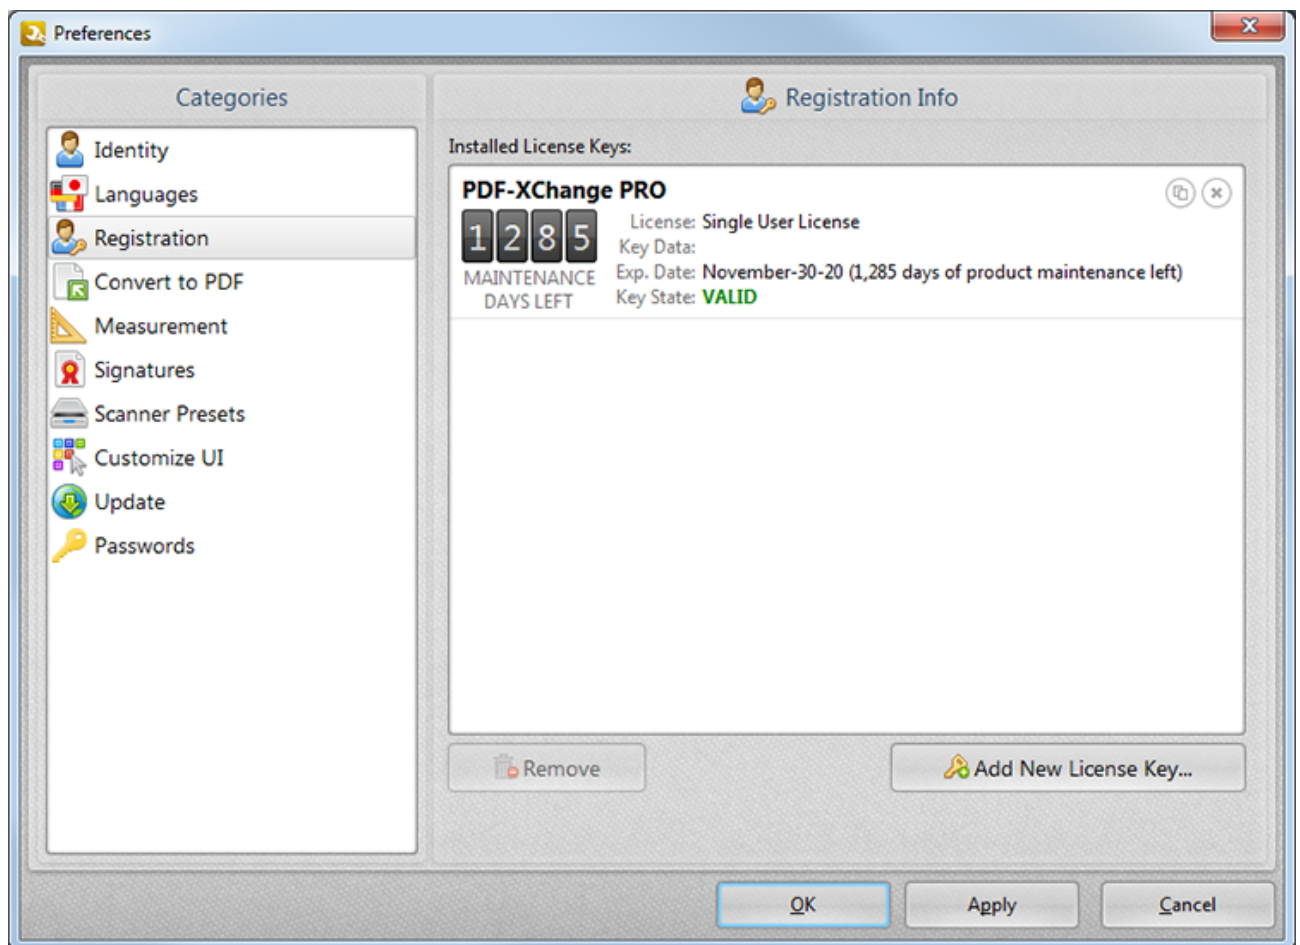 Preferences
Categories
Identity
Languages
Registration
Convert to PDF
Measurement
Signatures
Scanner Presets
Customize UI
Update
Passwords
Registration Info
Installed License Keys:
PDF-XChange PRO
1285
MAINTENANCE
DAYS LEFT
License: Single User License
Key Data:
Exp. Date: November-30-20 (1,285 days of product maintenance left)
Key State: VALID
Remove
Add New License Key...
OK
Apply
Cancel